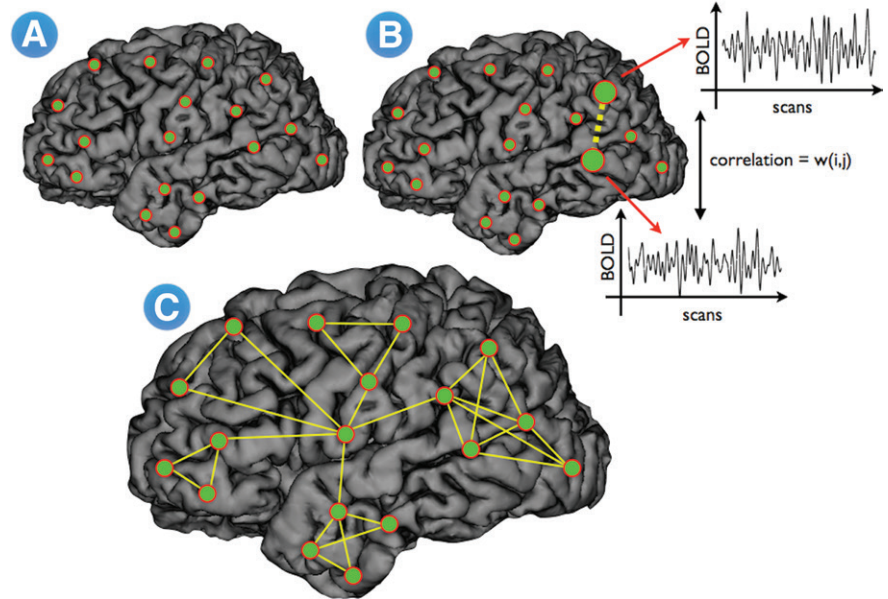 A
B
BOLD
scans
correlation = w(i,j)
BOLD
scans
C